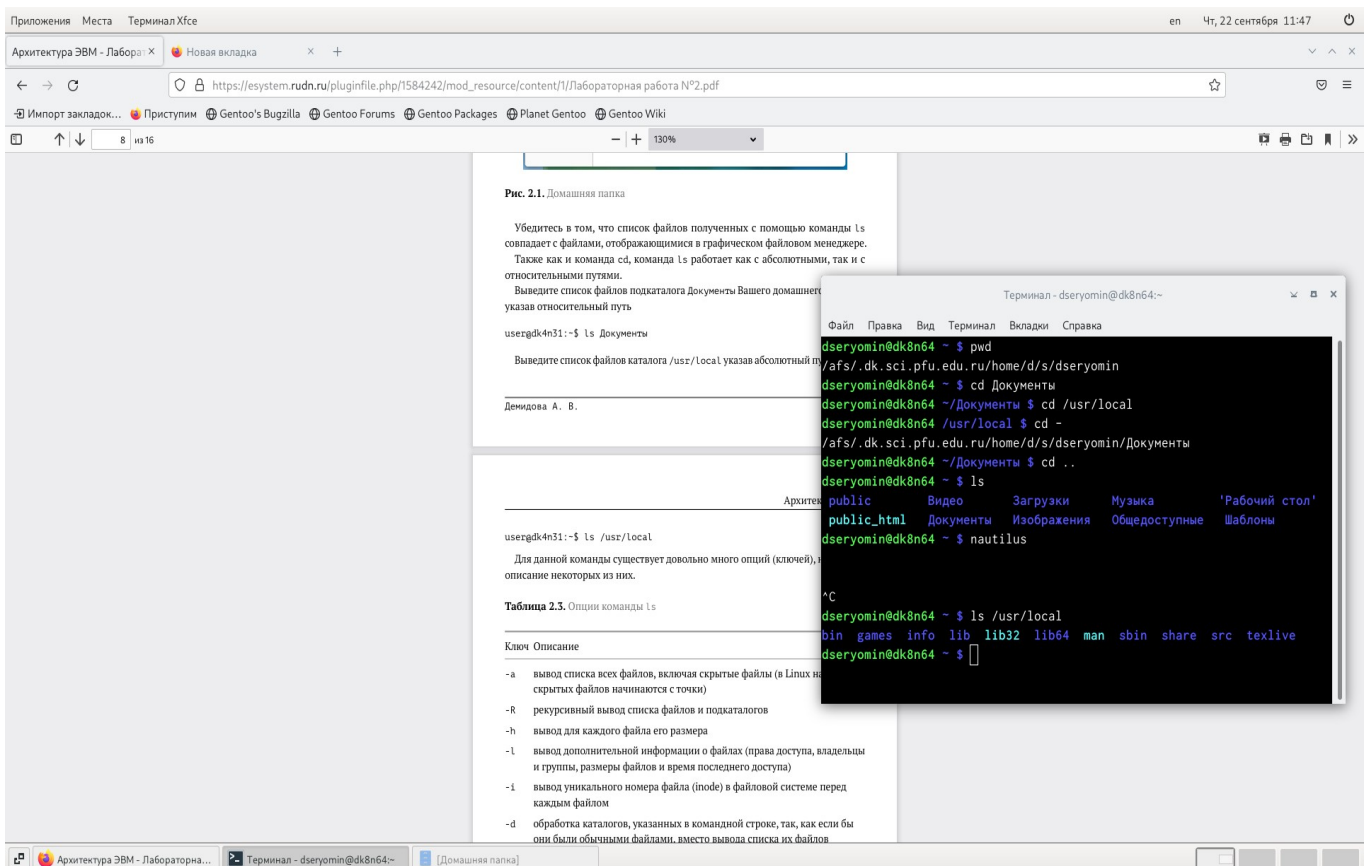 Приложения Места Терминал Xfce en Чт, 22 сентября 11:47
Архитектура ЭВМ - Лабора Новая вкладка
https://esystem.rudn.ru/pluginfile.php/1584242/mod_resource/content/1/Лабораторная работа №2.pdf
Импорт закладок... Приступим Gentoo's Bugzilla Gentoo Forums Gentoo Packages Planet Gentoo Gentoo Wiki
8 из 16 130%
Рис. 2.1. Домашняя папка
Убедитесь в том, что список файлов полученных с помощью команды ls
совпадает с файлами, отображающимися в графическом файловом менеджере.
Также как и команда cd, команда ls работает как с абсолютными, так и с
относительными путями.
Выведите список файлов подкаталога Документы Вашего домашнего
указав относительный путь
user@dk4n31:~$ ls Документы
Выведите список файлов каталога /usr/local указав абсолютный
Демидова А. В.
user@dk4n31:~$ ls /usr/local
Для данной команды существует довольно много опций (ключей),
описание некоторых из них.
Таблица 2.3. Опции команды ls
Ключ Описание
-a вывод списка всех файлов, включая скрытые файлы (в Linux
скрытых файлов начинаются с точки)
-R рекурсивный вывод списка файлов и подкаталогов
-h вывод для каждого файла его размера
-l вывод дополнительной информации о файлах (права доступа, владельцы
и группы, размеры файлов и время последнего доступа)
-i вывод уникального номера файла (inode) в файловой системе перед
каждым файлом
-d обработка каталогов, указанных в командной строке, так, как если бы
они были обычными файлами, вместо вывода списка их файлов
Терминал - dseryomin@dk8n64:~
Файл Правка Вид Терминал Вкладки Справка
dseryomin@dk8n64 ~ $ pwd
/afs/.dk.sci.pfu.edu.ru/home/d/s/dseryomin
dseryomin@dk8n64 ~ $ cd Документы
dseryomin@dk8n64 ~/Документы $ cd /usr/local
dseryomin@dk8n64 /usr/local $ cd -
/afs/.dk.sci.pfu.edu.ru/home/d/s/dseryomin/Документы
dseryomin@dk8n64 ~/Документы $ cd ..
dseryomin@dk8n64 ~ $ ls
public Видео Загрузки Музыка 'Рабочий стол'
public_html Документы Изображения Общедоступные Шаблоны
dseryomin@dk8n64 ~ $ nautilus
^C
dseryomin@dk8n64 ~ $ ls /usr/local
bin games info lib lib32 lib64 man sbin share src texlive
dseryomin@dk8n64 ~ $
Архитектура ЭВМ - Лабораторна... Терминал - dseryomin@dk8n64:~ [Домашняя папка]